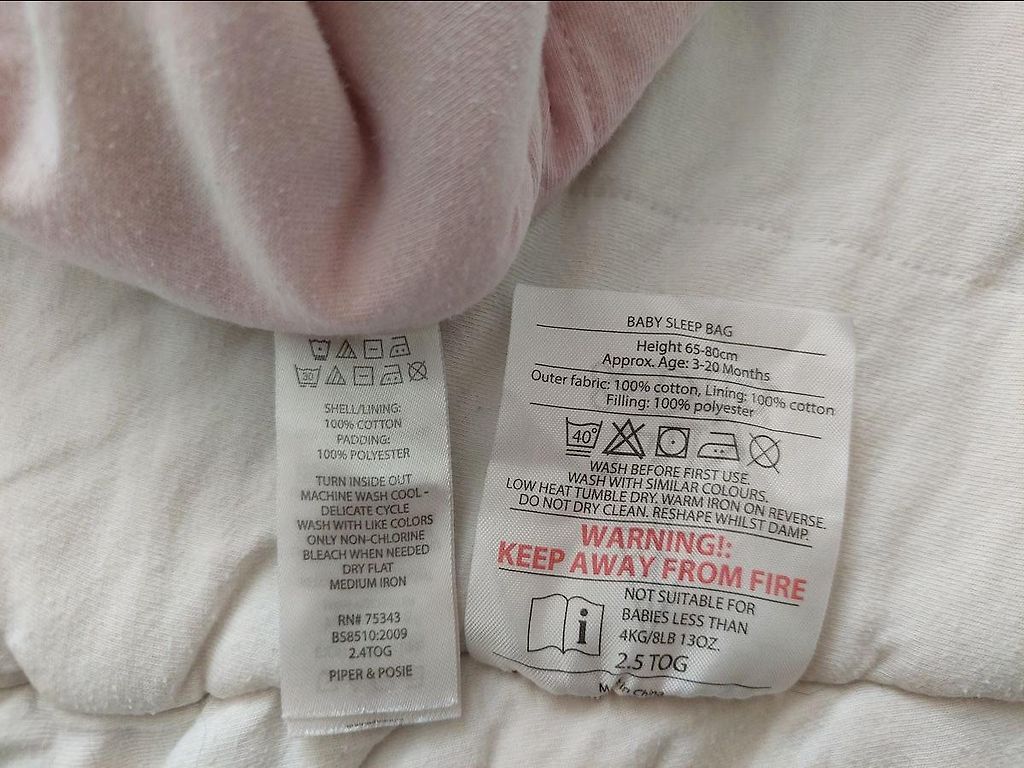 30
SHELL/LINING:
100% COTTON
PADDING:
100% POLYESTER
TURN INSIDE OUT
MACHINE WASH COOL -
DELICATE CYCLE
WASH WITH LIKE COLORS
ONLY NON-CHLORINE
BLEACH WHEN NEEDED
DRY FLAT
MEDIUM IRON
RN# 75343
BS8510:2009
2.4TOG
PIPER & POSIE
BABY SLEEP BAG
Height 65-80cm
Approx. Age: 3-20 Months
Outer fabric: 100% cotton, Lining: 100% cotton
Filling: 100% polyester
40°
WASH BEFORE FIRST USE.
WASH WITH SIMILAR COLOURS.
LOW HEAT TUMBLE DRY. WARM IRON ON REVERSE.
DO NOT DRY CLEAN. RESHAPE WHILST DAMP.
WARNING!:
KEEP AWAY FROM FIRE
i
NOT SUITABLE FOR
BABIES LESS THAN
4KG/8LB 13OZ.
2.5 TOG